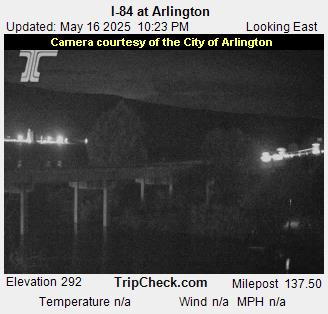 I-84 at Arlington
Updated: May 16 2025 10:23 PM Looking East
Camera courtesy of the City of Arlington
Elevation 292 TripCheck.com Milepost 137.50
Temperature n/a Wind n/a MPH n/a